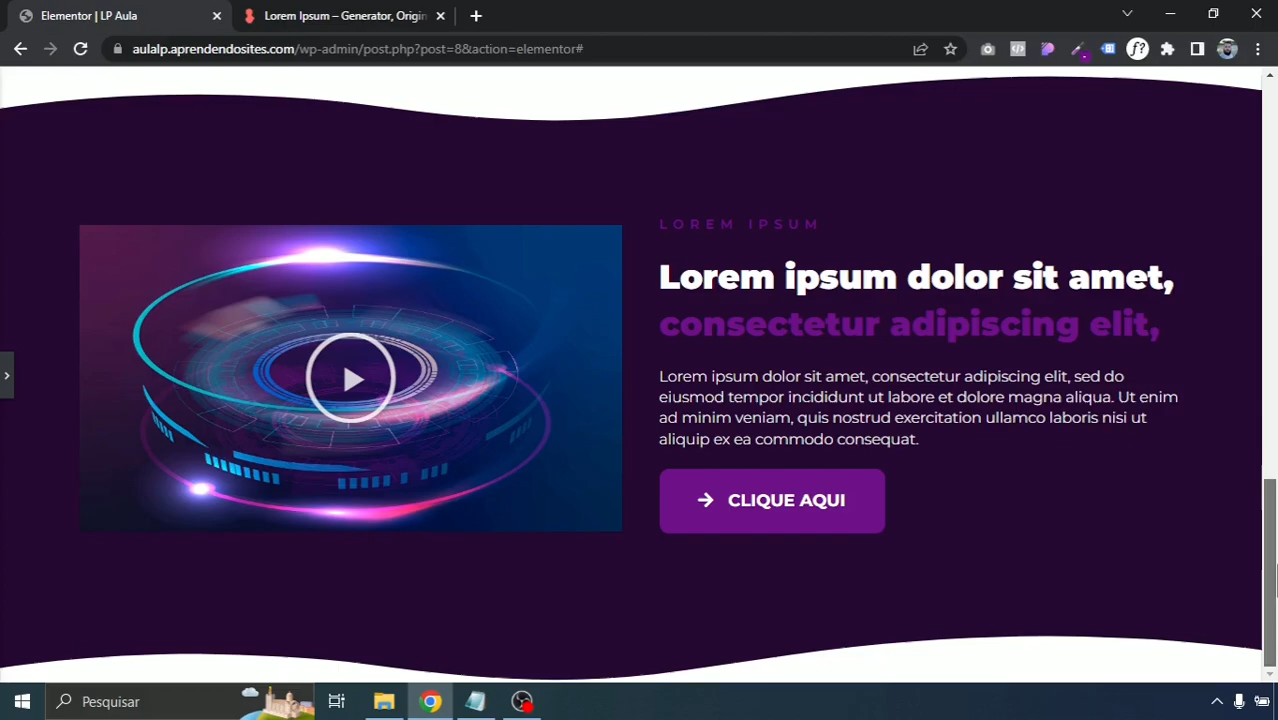 Elementor | LP Aula
Lorem Ipsum – Generator, Origin
aulalp.aprendendosites.com/wp-admin/post.php?post=8&action=elementor#
f?
LOREM IPSUM
Lorem ipsum dolor sit amet,
consectetur adipiscing elit,
Lorem ipsum dolor sit amet, consectetur adipiscing elit, sed do
eiusmod tempor incididunt ut labore et dolore magna aliqua. Ut enim
ad minim veniam, quis nostrud exercitation ullamco laboris nisi ut
aliquip ex ea commodo consequat.
CLIQUE AQUI
Pesquisar